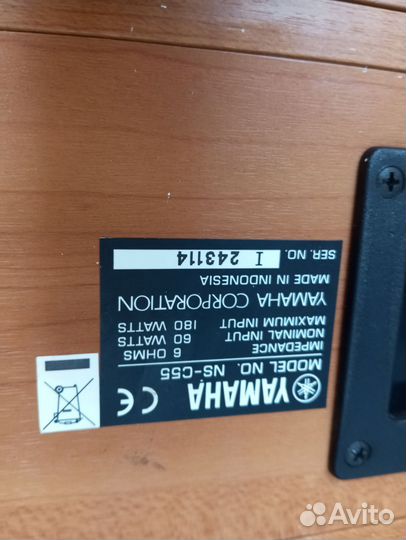 YAMAHA CE
MODEL NO. NS-C55
IMPEDANCE 6 OHMS
NOMINAL INPUT 60 WATTS
MAXIMUM INPUT 180 WATTS
YAMAHA CORPORATION
MADE IN INDONESIA
SER. NO. I 243114
Avito